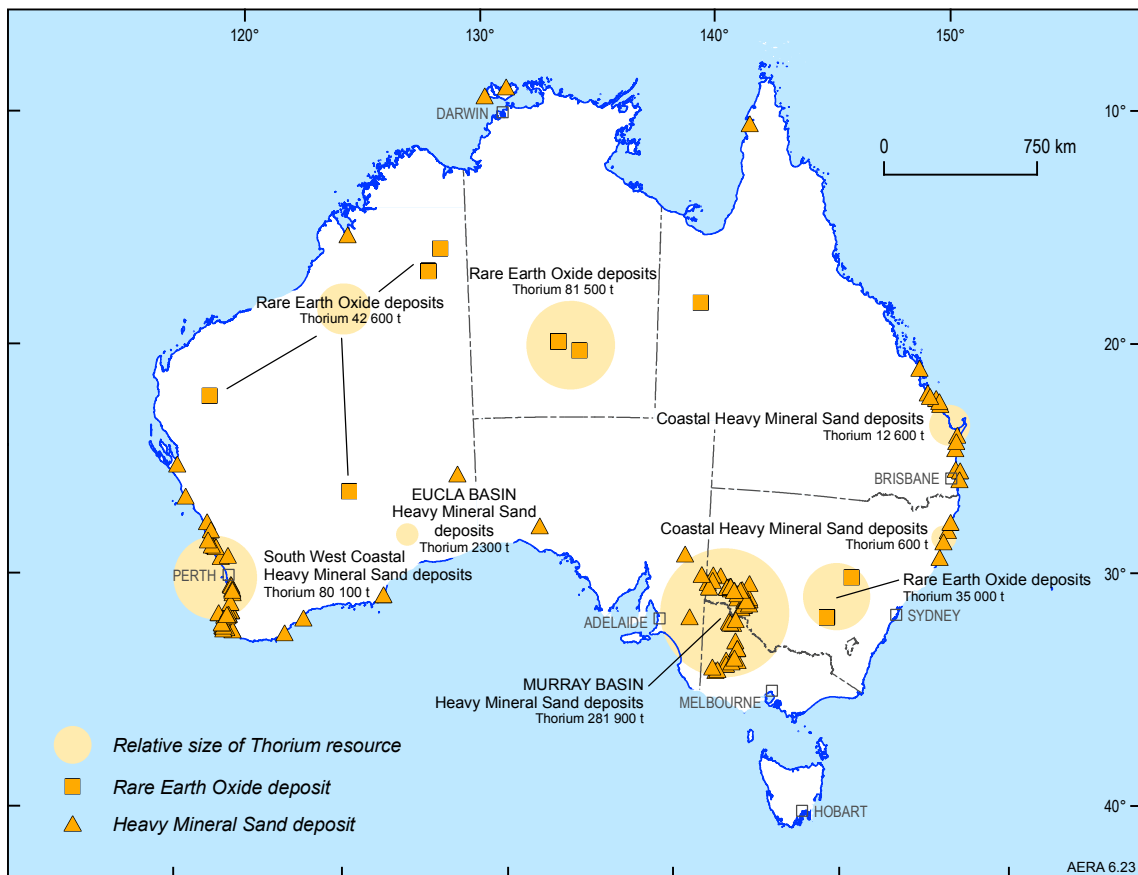 120°
130°
140°
150°
10°
DARWIN
0
750 km
Rare Earth Oxide deposits
Thorium 81 500 t
Rare Earth Oxide deposits
Thorium 42 600 t
20°
Coastal Heavy Mineral Sand deposits
Thorium 12 600 t
BRISBANE
EUCLA BASIN
Heavy Mineral Sand
deposits
Thorium 2300 t
Coastal Heavy Mineral Sand deposits
Thorium 600 t
South West Coastal
Heavy Mineral Sand deposits
Thorium 80 100 t
PERTH
30°
Rare Earth Oxide deposits
Thorium 35 000 t
ADELAIDE
SYDNEY
MURRAY BASIN
Heavy Mineral Sand deposits
Thorium 281 900 t
MELBOURNE
Relative size of Thorium resource
Rare Earth Oxide deposit
Heavy Mineral Sand deposit
HOBART
40°
AERA 6.23